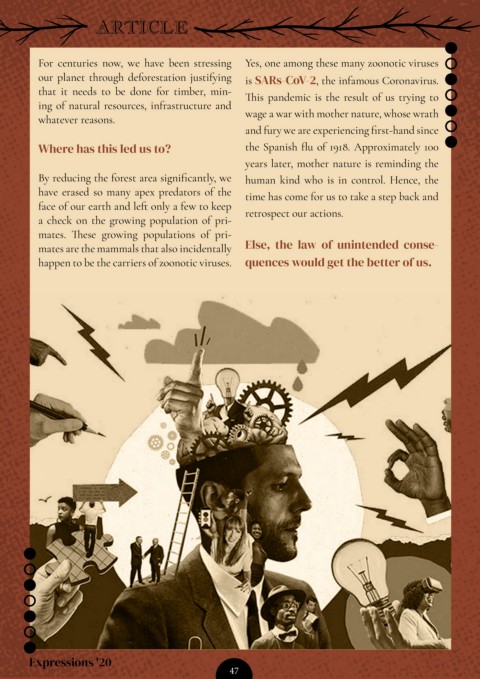 ARTICLE
For centuries now, we have been stressing
our planet through deforestation justifying
that it needs to be done for timber, min-
ing of natural resources, infrastructure and
whatever reasons.
Where has this led us to?
By reducing the forest area significantly, we
have erased so many apex predators of the
face of our earth and left only a few to keep
a check on the growing population of pri-
mates. These growing populations of pri-
mates are the mammals that also incidentally
happen to be the carriers of zoonotic viruses.
Yes, one among these many zoonotic viruses
is SARs-CoV-2, the infamous Coronavirus.
This pandemic is the result of us trying to
wage a war with mother nature, whose wrath
and fury we are experiencing first-hand since
the Spanish flu of 1918. Approximately 100
years later, mother nature is reminding the
human kind who is in control. Hence, the
time has come for us to take a step back and
retrospect our actions.
Else, the law of unintended conse-
quences would get the better of us.
Expressions '20
47